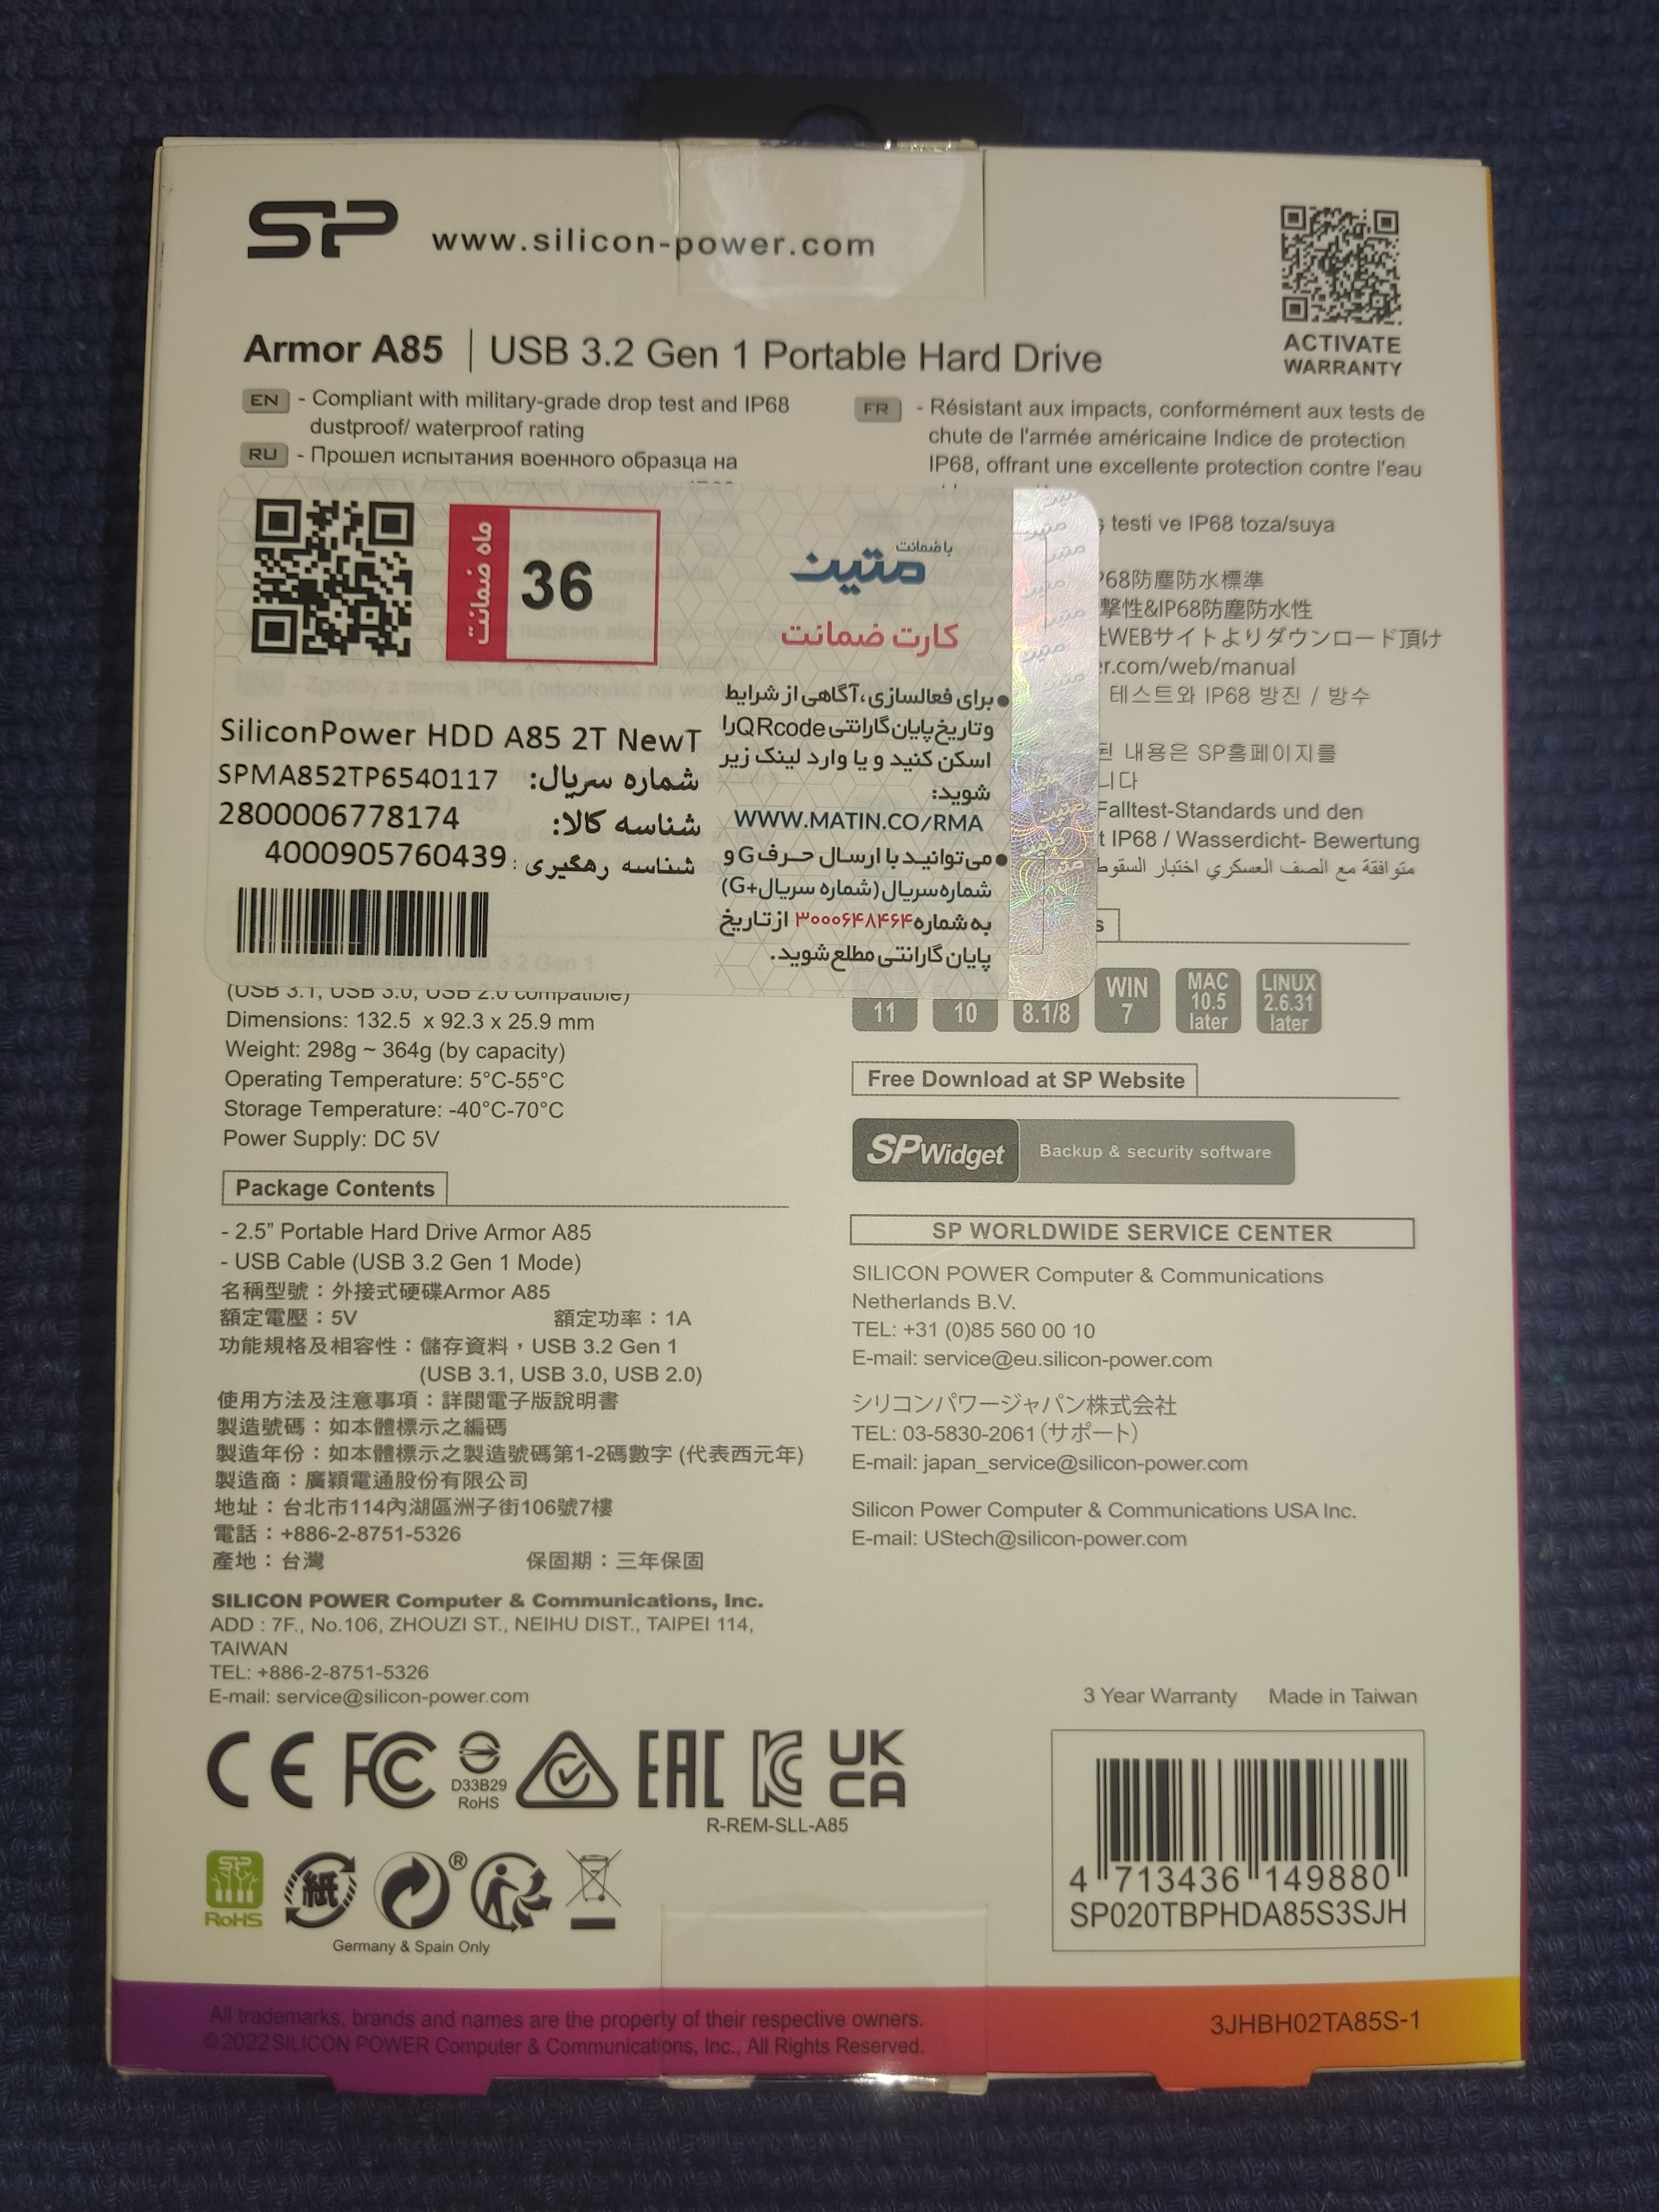 SP www.silicon-power.com
ACTIVATE
WARRANTY
Armor A85 | USB 3.2 Gen 1 Portable Hard Drive
EN - Compliant with military-grade drop test and IP68
dustproof/ waterproof rating
RU - Прошел испытания военного образца на
FR - Résistant aux impacts, conformément aux tests de
chute de l'armée américaine Indice de protection
IP68, offrant une excellente protection contre l'eau
testi ve IP68 toza/suya
P68防塵防水標準
撃性&IP68防塵防水性
WEBサイトよりダウンロード頂け
er.com/web/manual
테스트와 IP68 방진 / 방수
된 내용은 SP홈페이지를
니다
Falltest-Standards und den
t IP68 / Wasserdicht- Bewertung
متوافقة مع الصف العسكري اختبار السقوط
ماه ضمانت
36
با ضمانت
متین
کارت ضمانت
SiliconPower HDD A85 2T NewT
شماره سریال: SPMA852TP6540117
شناسه کالا: 2800006778174
شناسه رهگیری: 4000905760439
● برای فعالسازی، آگاهی از شرایط
و تاریخ پایان گارانتی QRcode را
اسکن کنید و یا وارد لینک زیر
شوید:
WWW.MATIN.CO/RMA
● می‌توانید با ارسال حرف G و
شماره سریال (شماره سریال+G)
به شماره ۳۰۰۰۶۴۸۴۶۴ از تاریخ
پایان گارانتی مطلع شوید.
(USB 3.1, USB 3.0, USB 2.0 compatible)
Dimensions: 132.5 x 92.3 x 25.9 mm
Weight: 298g ~ 364g (by capacity)
Operating Temperature: 5°C-55°C
Storage Temperature: -40°C-70°C
Power Supply: DC 5V
Package Contents
- 2.5" Portable Hard Drive Armor A85
- USB Cable (USB 3.2 Gen 1 Mode)
名稱型號：外接式硬碟Armor A85
額定電壓：5V 額定功率：1A
功能規格及相容性：儲存資料，USB 3.2 Gen 1
(USB 3.1, USB 3.0, USB 2.0)
使用方法及注意事項：詳閱電子版說明書
製造號碼：如本體標示之編碼
製造年份：如本體標示之製造號碼第1-2碼數字 (代表西元年)
製造商：廣穎電通股份有限公司
地址：台北市114內湖區洲子街106號7樓
電話：+886-2-8751-5326
產地：台灣 保固期：三年保固
SILICON POWER Computer & Communications, Inc.
ADD : 7F., No.106, ZHOUZI ST., NEIHU DIST., TAIPEI 114,
TAIWAN
TEL: +886-2-8751-5326
E-mail: service@silicon-power.com
11
10
8.1/8
WIN
7
MAC
10.5
later
LINUX
2.6.31
later
Free Download at SP Website
SP Widget Backup & security software
SP WORLDWIDE SERVICE CENTER
SILICON POWER Computer & Communications
Netherlands B.V.
TEL: +31 (0)85 560 00 10
E-mail: service@eu.silicon-power.com
シリコンパワージャパン株式会社
TEL: 03-5830-2061（サポート）
E-mail: japan_service@silicon-power.com
Silicon Power Computer & Communications USA Inc.
E-mail: UStech@silicon-power.com
3 Year Warranty Made in Taiwan
CE FC D33B29 RoHS EAC KC UK CA
R-REM-SLL-A85
SP
RoHS
紙
®
Germany & Spain Only
4 713436 149880
SP020TBPHDA85S3SJH
All trademarks, brands and names are the property of their respective owners.
©2022 SILICON POWER Computer & Communications, Inc., All Rights Reserved.
3JHBH02TA85S-1